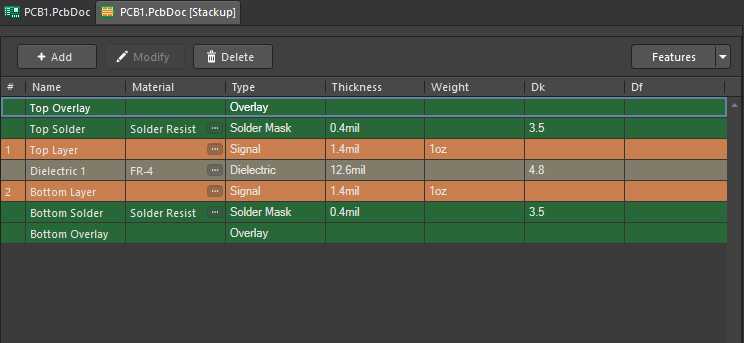 PCB1.PcbDoc PCB1.PcbDoc [Stackup]
+ Add Modify Delete Features
# Name Material Type Thickness Weight Dk Df
Top Overlay Overlay
Top Solder Solder Resist ... Solder Mask 0.4mil 3.5
1 Top Layer ... Signal 1.4mil 1oz
Dielectric 1 FR-4 ... Dielectric 12.6mil 4.8
2 Bottom Layer ... Signal 1.4mil 1oz
Bottom Solder Solder Resist ... Solder Mask 0.4mil 3.5
Bottom Overlay Overlay